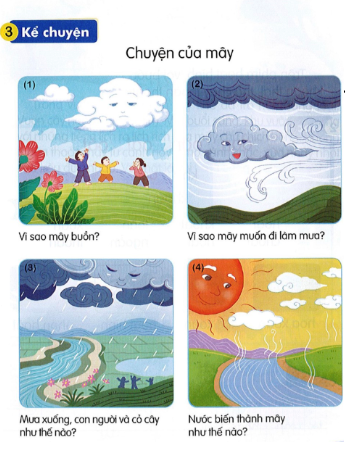 3 Kể chuyện
Chuyện của mây
(1)
(2)
Vì sao mây buồn?
Vì sao mây muốn đi làm mưa?
(3)
(4)
Mưa xuống, con người và cỏ cây
như thế nào?
Nước biến thành mây
như thế nào?